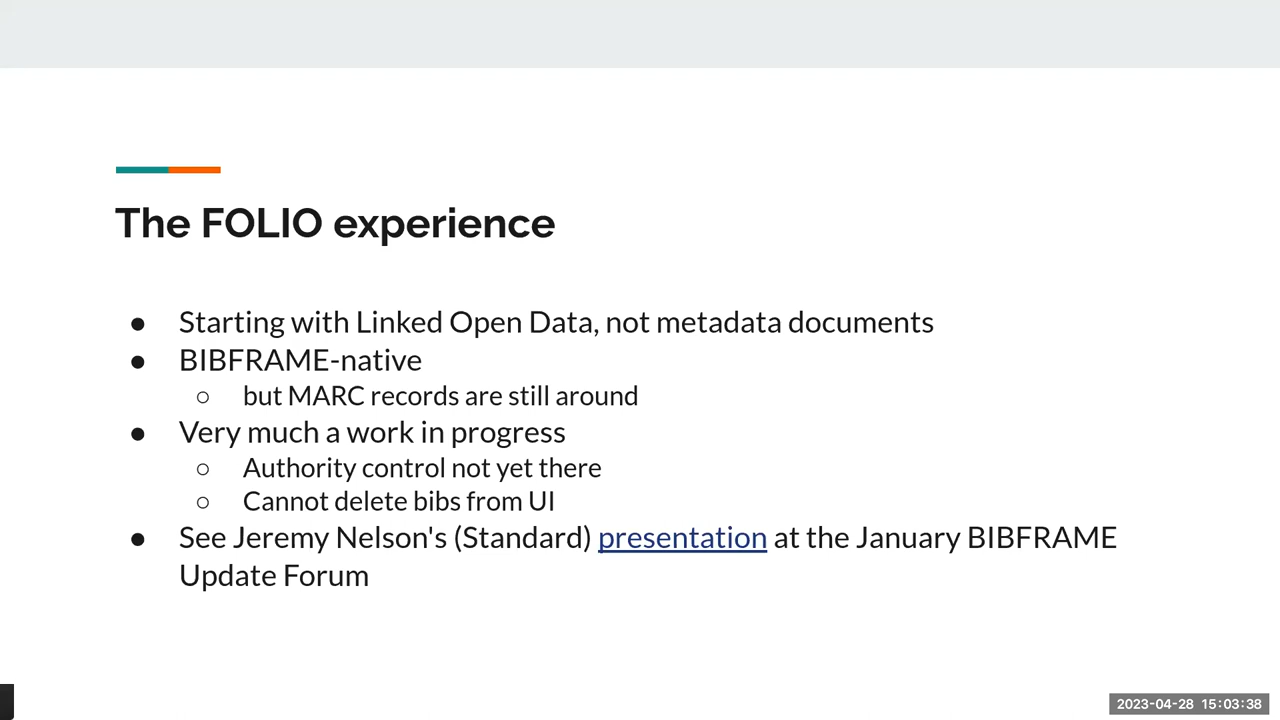 The FOLIO experience
● Starting with Linked Open Data, not metadata documents
● BIBFRAME-native
○ but MARC records are still around
● Very much a work in progress
○ Authority control not yet there
○ Cannot delete bibs from UI
● See Jeremy Nelson's (Standard) presentation at the January BIBFRAME
Update Forum
2023-04-28 15:03:38